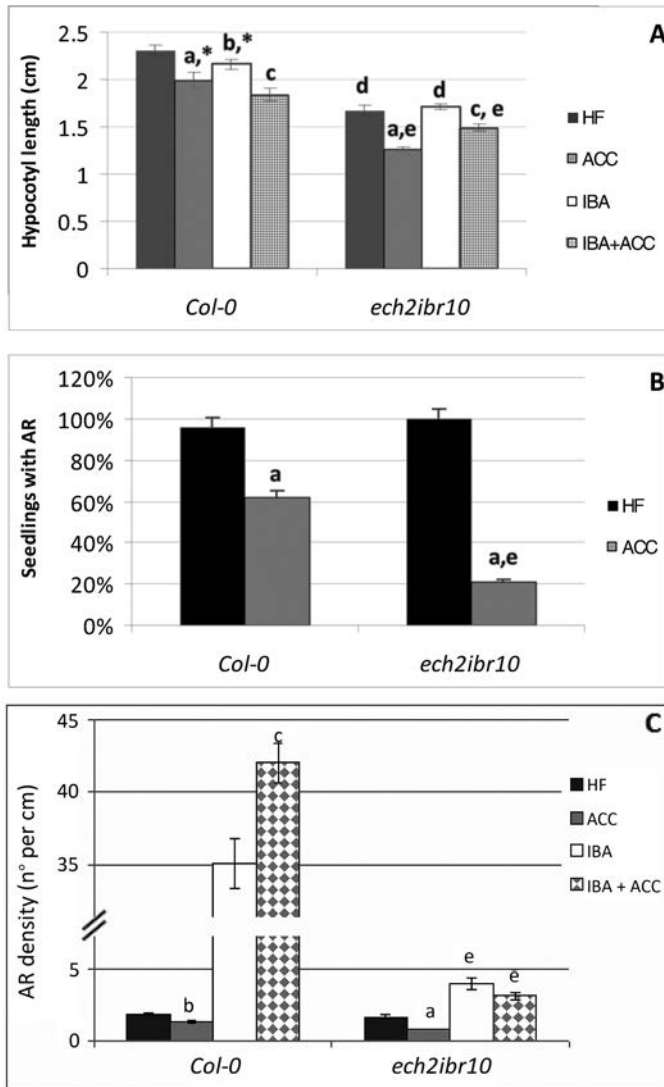 A
Hypocotyl length (cm)
2.5
2
1.5
1
0.5
0
a,*
b,*
c
d
a,e
d
c, e
Col-0
ech2ibr10
HF
ACC
IBA
IBA+ACC
B
Seedlings with AR
120%
100%
80%
60%
40%
20%
0%
a
a,e
Col-0
ech2ibr10
HF
ACC
C
AR density (n° per cm)
45
40
35
5
0
b
c
a
e
e
Col-0
ech2ibr10
HF
ACC
IBA
IBA + ACC